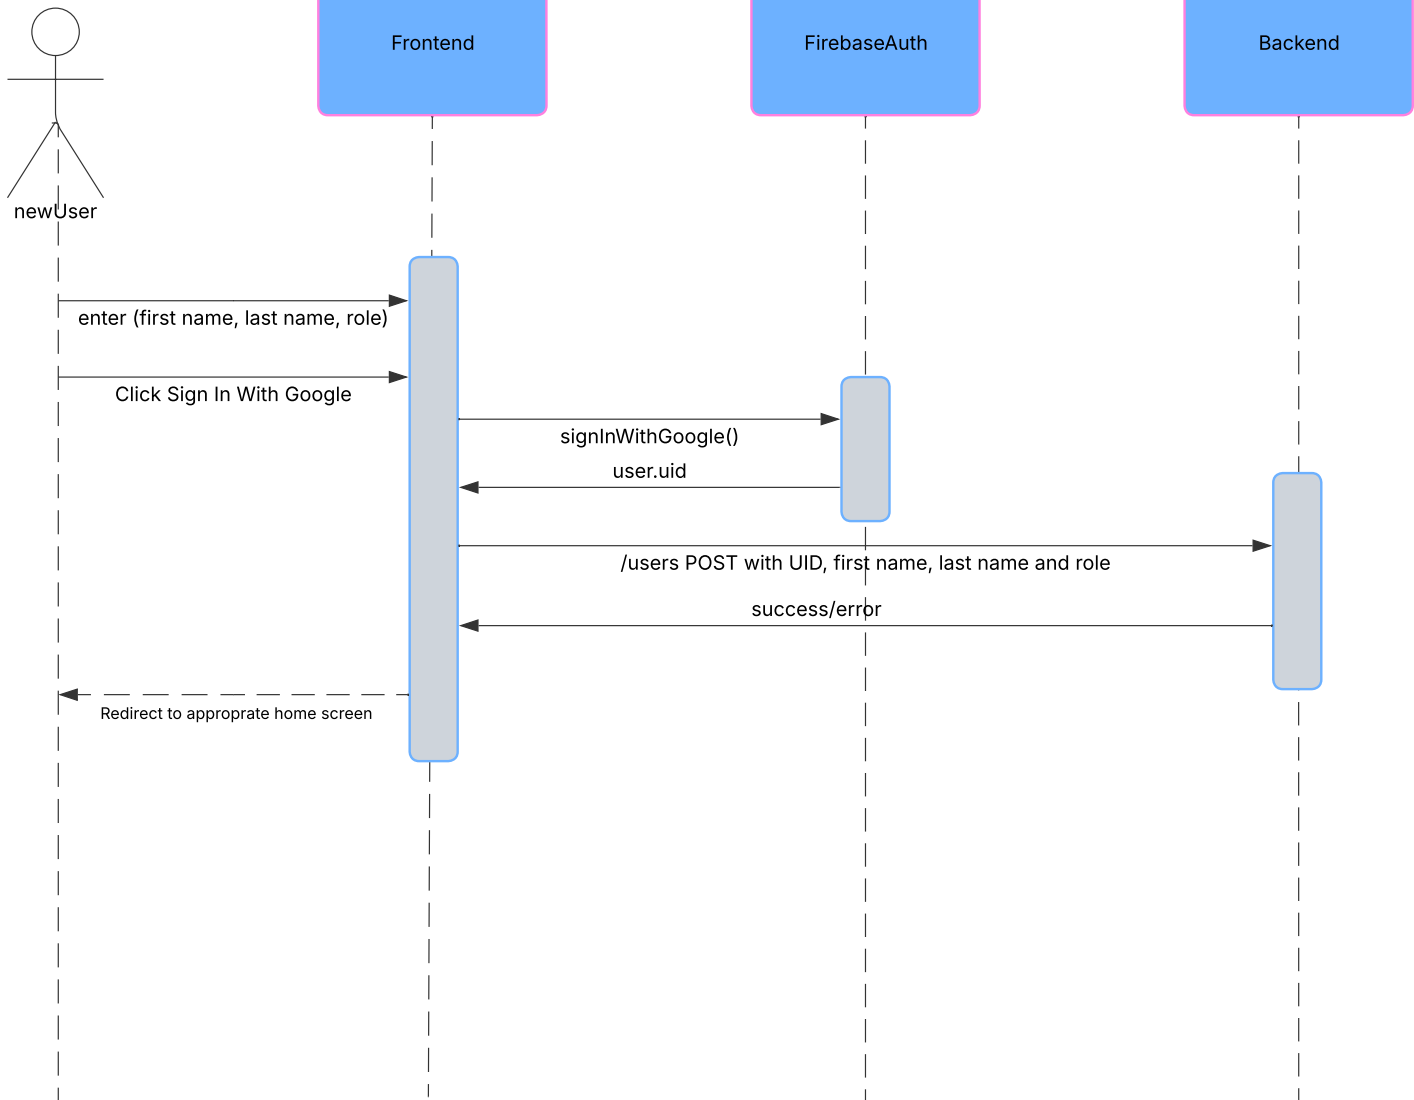 Frontend
FirebaseAuth
Backend
newUser
enter (first name, last name, role)
Click Sign In With Google
signInWithGoogle()
user.uid
/users POST with UID, first name, last name and role
success/error
Redirect to approprate home screen